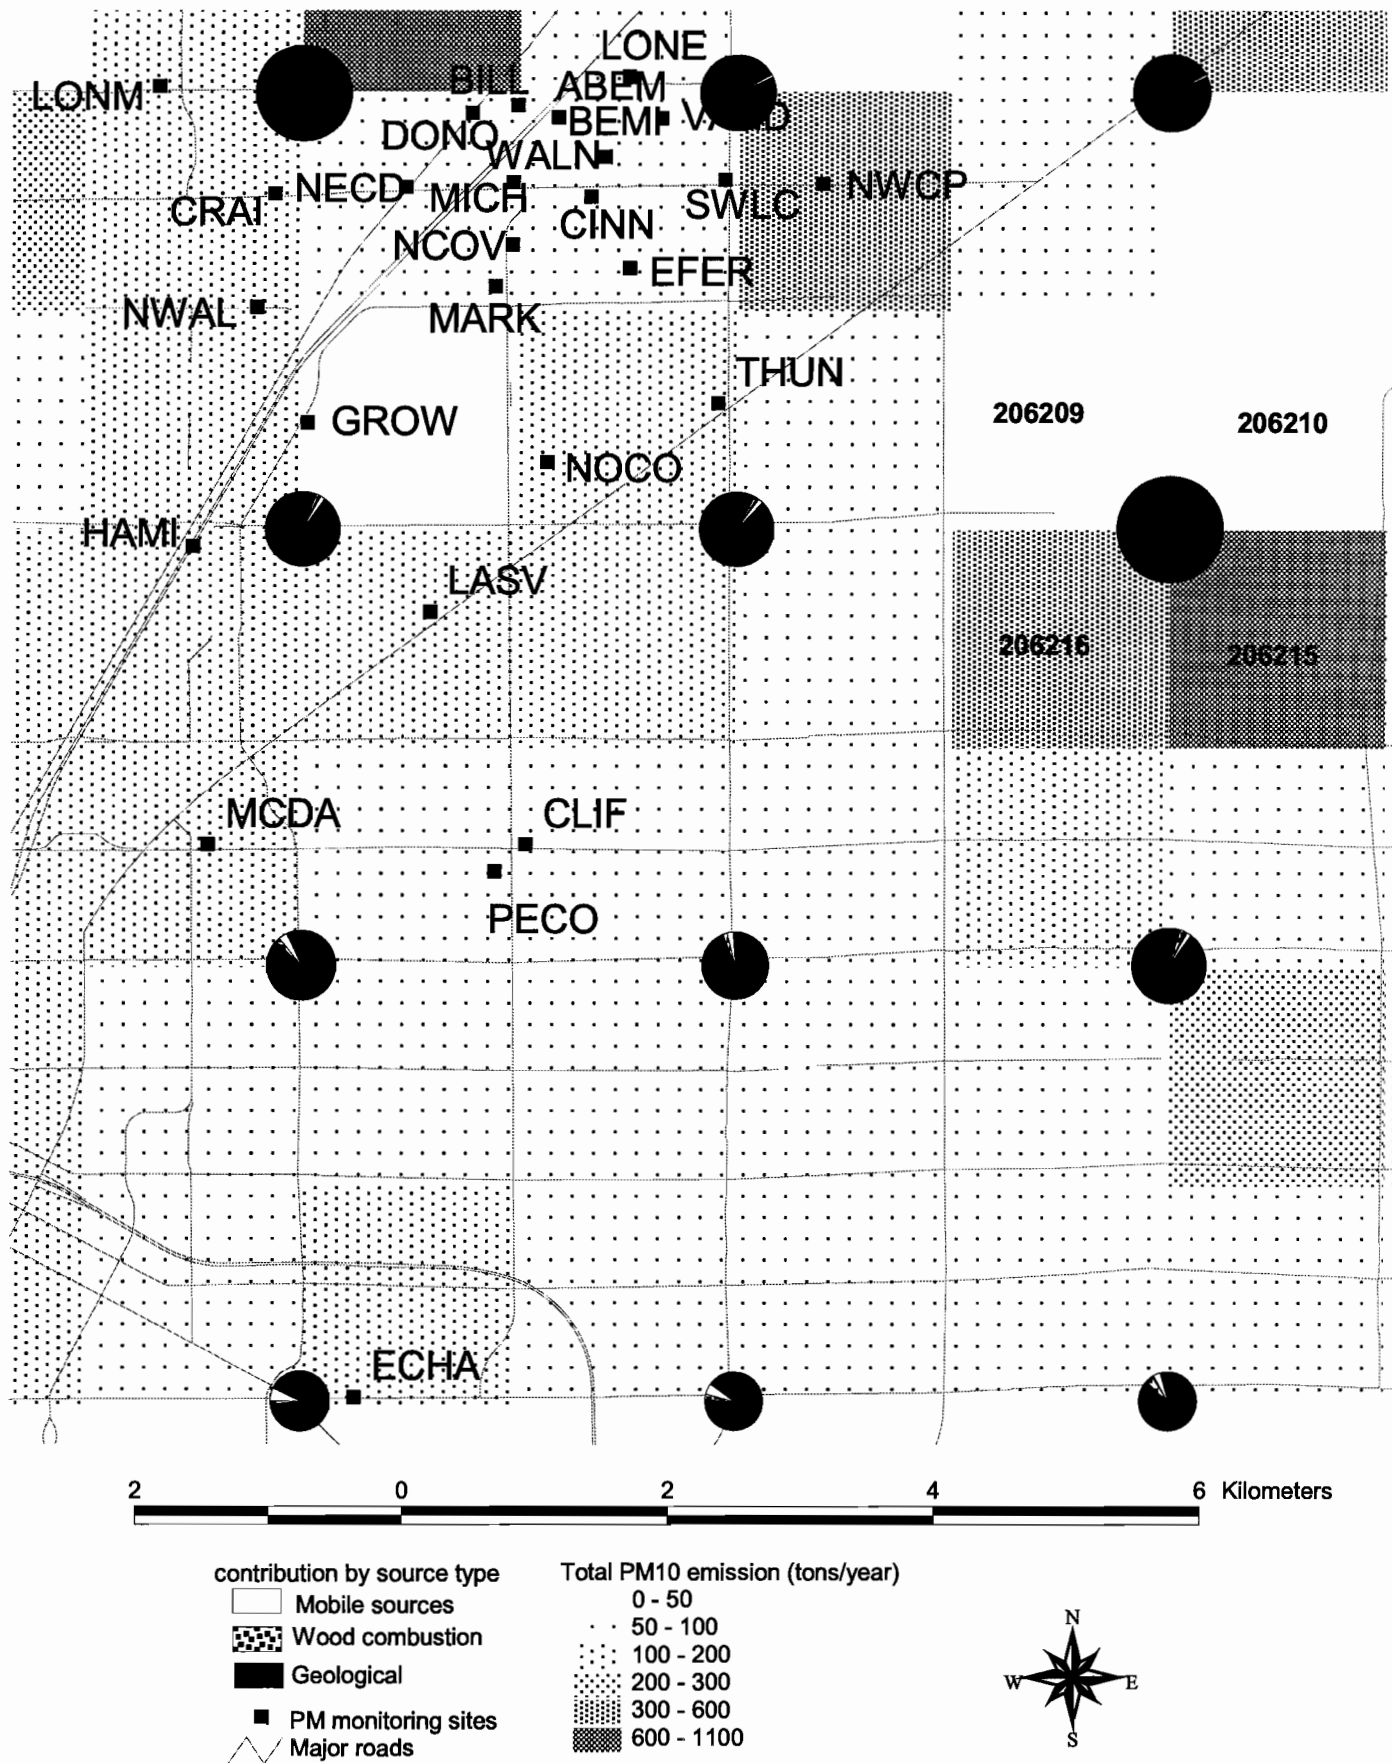 LONE
LONM
BILL
ABEM
DONO
BEMI
WALN
CRAI
NECD
MICH
CINN
SWLC
NWCP
NCOV
EFER
NWAL
MARK
THUN
GROW
206209
206210
NOCO
HAMI
LASV
206216
206215
MCDA
CLIF
PECO
ECHA
2 0 2 4 6 Kilometers
contribution by source type
Mobile sources
Wood combustion
Geological
PM monitoring sites
Major roads
Total PM10 emission (tons/year)
0 - 50
50 - 100
100 - 200
200 - 300
300 - 600
600 - 1100
N
W E
S